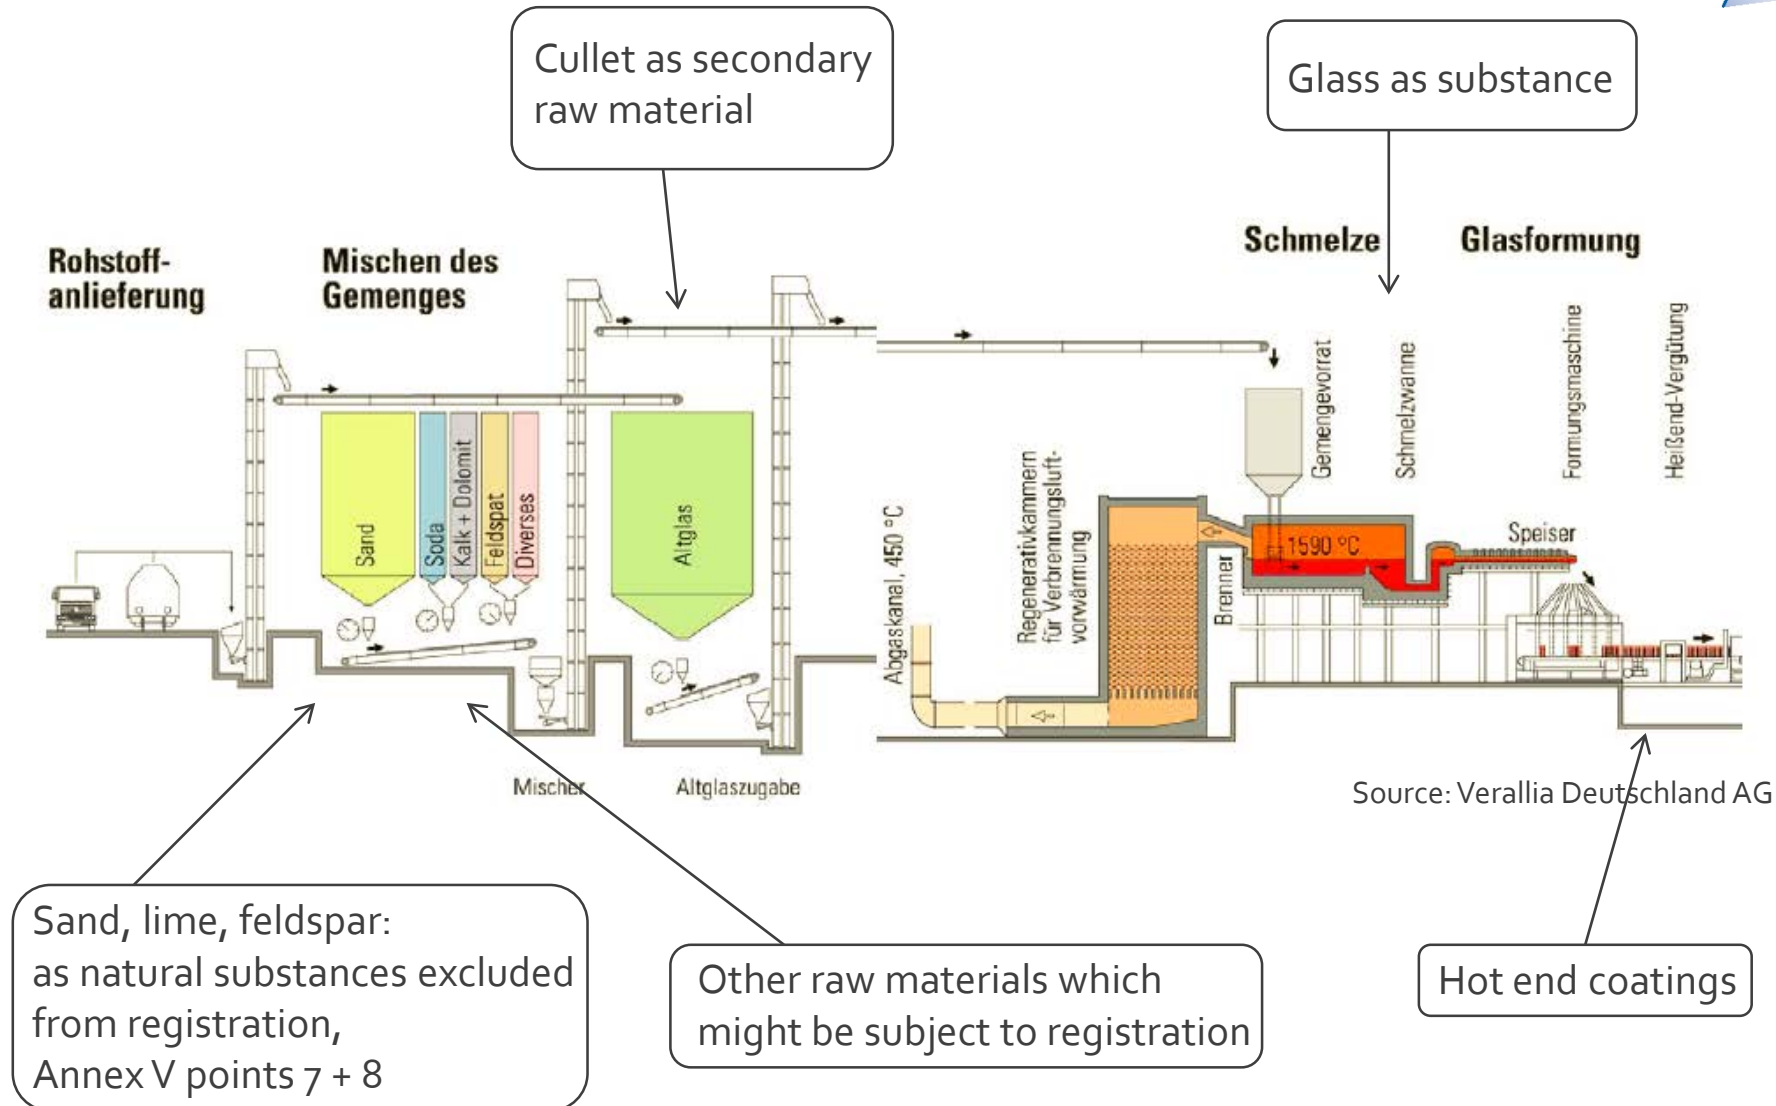 Cullet as secondary
raw material
Glass as substance
Rohstoff-
anlieferung
Mischen des
Gemenges
Schmelze
Glasformung
Sand
Soda
Kalk + Dolomit
Feldspat
Diverses
Altglas
Abgaskanal, 450 °C
Regenerativkammern
für Verbrennungsluft-
vorwärmung
Brenner
Gemengevorrat
Schmelzwanne
Formungsmaschine
Heißend-Vergütung
1590 °C
Speiser
Mischer
Altglaszugabe
Source: Verallia Deutschland AG
Sand, lime, feldspar:
as natural substances excluded
from registration,
Annex V points 7 + 8
Other raw materials which
might be subject to registration
Hot end coatings